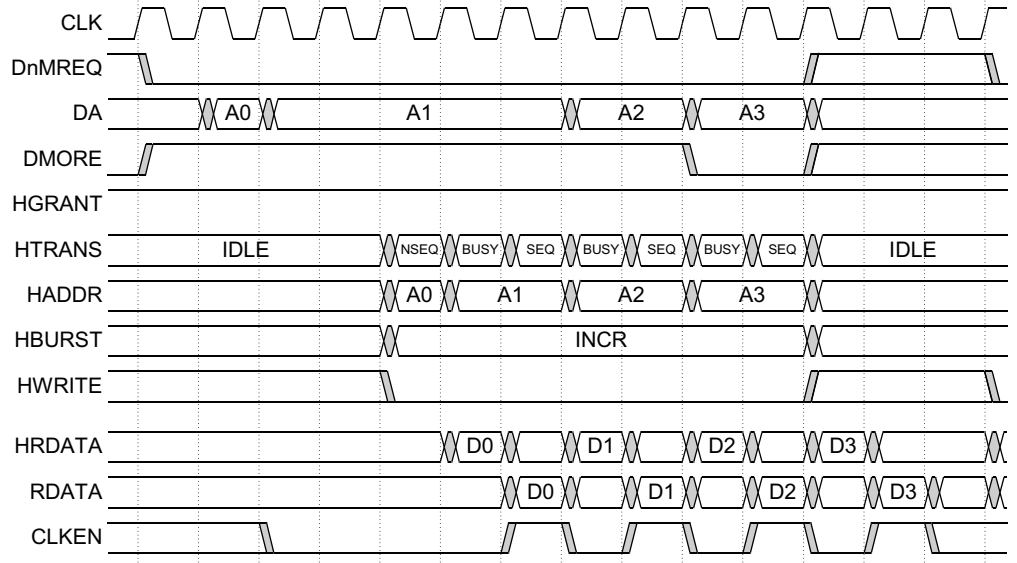 CLK
DnMREQ
DA A0 A1 A2 A3
DMORE
HGRANT
HTRANS IDLE NSEQ BUSY SEQ BUSY SEQ BUSY SEQ IDLE
HADDR A0 A1 A2 A3
HBURST INCR
HWRITE
HRDATA D0 D1 D2 D3
RDATA D0 D1 D2 D3
CLKEN